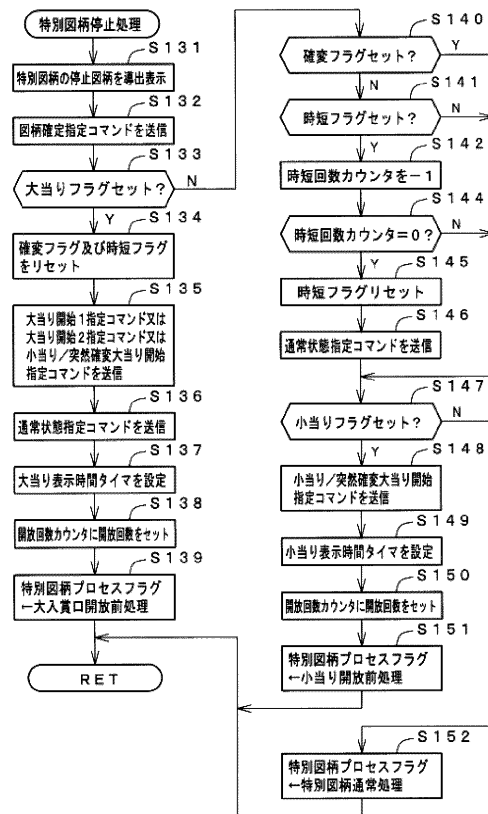 特別図柄停止処理
S131
特別図柄の停止図柄を導出表示
S132
図柄確定指定コマンドを送信
S133
大当りフラグセット?
N
Y
S134
確変フラグ及び時短フラグ
をリセット
S135
大当り開始1指定コマンド又は
大当り開始2指定コマンド又は
小当り/突然確変大当り開始
指定コマンドを送信
S136
通常状態指定コマンドを送信
S137
大当り表示時間タイマを設定
S138
開放回数カウンタに開放回数をセット
S139
特別図柄プロセスフラグ
←大入賞口開放前処理
RET
S140
確変フラグセット?
Y
N
S141
時短フラグセット?
N
Y
S142
時短回数カウンタを-1
S144
時短回数カウンタ=0?
N
Y
S145
時短フラグリセット
S146
通常状態指定コマンドを送信
S147
小当りフラグセット?
N
Y
S148
小当り/突然確変大当り開始
指定コマンドを送信
S149
小当り表示時間タイマを設定
S150
開放回数カウンタに開放回数をセット
S151
特別図柄プロセスフラグ
←小当り開放前処理
S152
特別図柄プロセスフラグ
←特別図柄通常処理